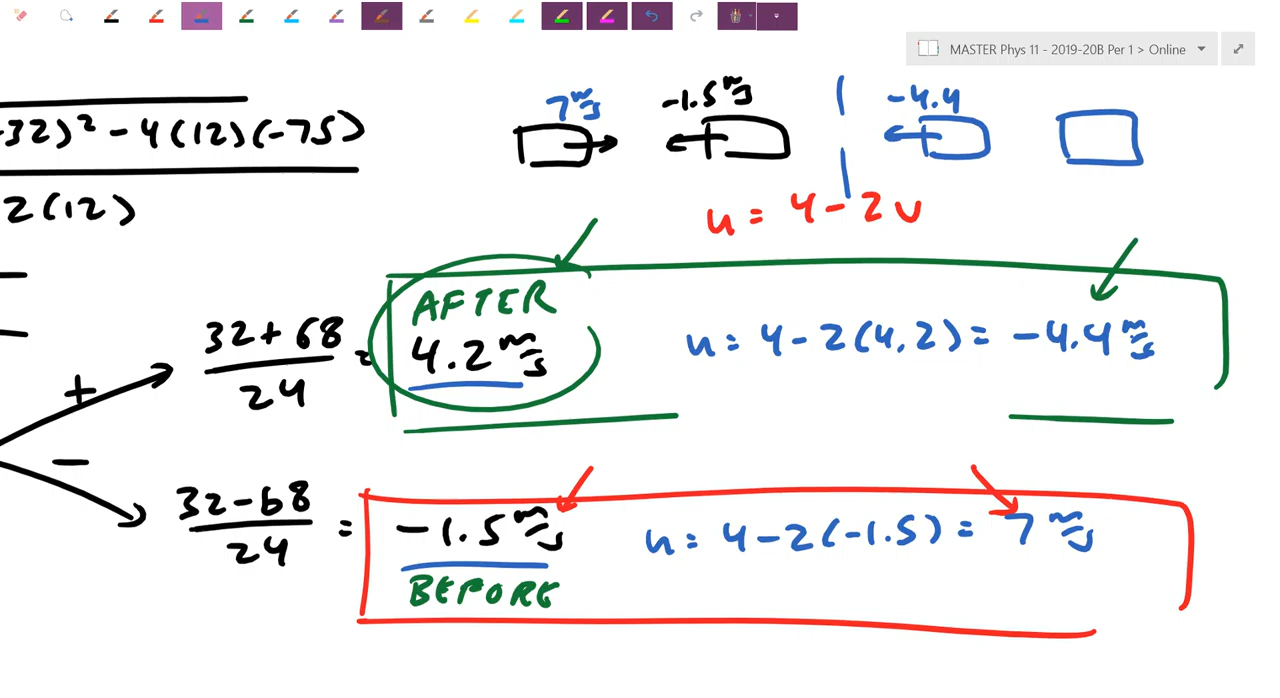 MASTER Phys 11 - 2019-20B Per 1 > Online
7 m/s
-1.5 m/s
-4.4
-32)² - 4(12)(-75)
2(12)
u = 4 - 2v
AFTER
32 + 68 / 24 = 4.2 m/s
u = 4 - 2(4.2) = -4.4 m/s
+
-
32 - 68 / 24 = -1.5 m/s
u = 4 - 2(-1.5) = 7 m/s
BEFORE